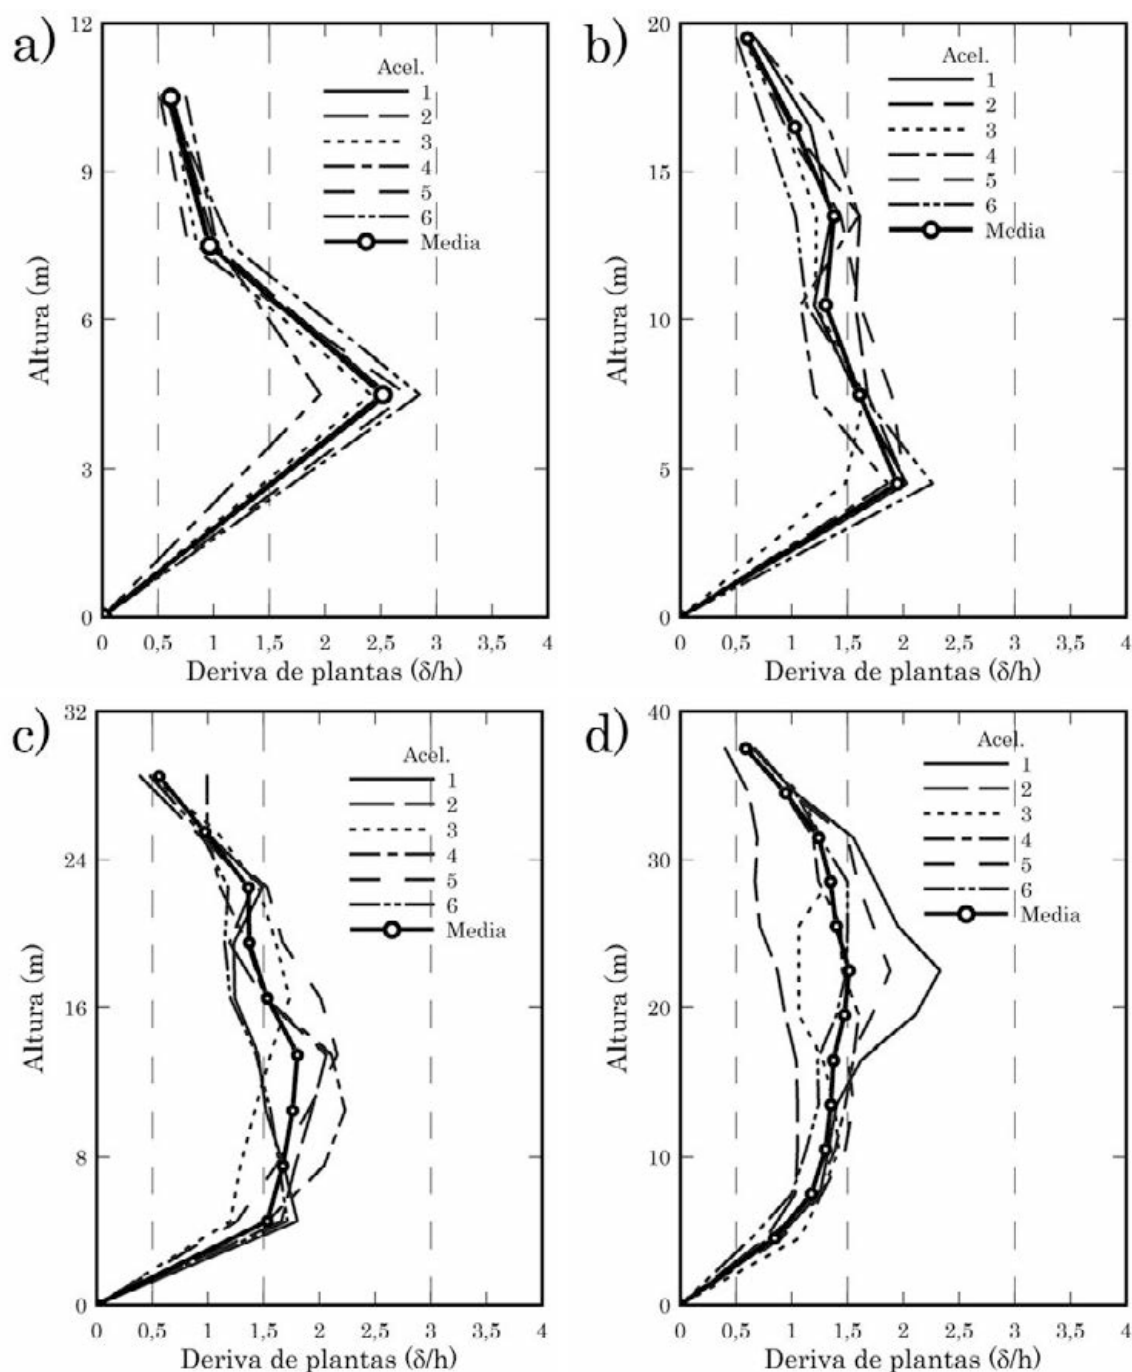 a)
12
9
6
3
0
Altura (m)
Acel.
1
2
3
4
5
6
Media
0 0,5 1 1,5 2 2,5 3 3,5 4
Deriva de plantas (δ/h)
b)
20
15
10
5
0
Altura (m)
Acel.
1
2
3
4
5
6
Media
0 0,5 1 1,5 2 2,5 3 3,5 4
Deriva de plantas (δ/h)
c)
32
24
16
8
0
Altura (m)
Acel.
1
2
3
4
5
6
Media
0 0,5 1 1,5 2 2,5 3 3,5 4
Deriva de plantas (δ/h)
d)
40
30
20
10
0
Altura (m)
Acel.
1
2
3
4
5
6
Media
0 0,5 1 1,5 2 2,5 3 3,5 4
Deriva de plantas (δ/h)